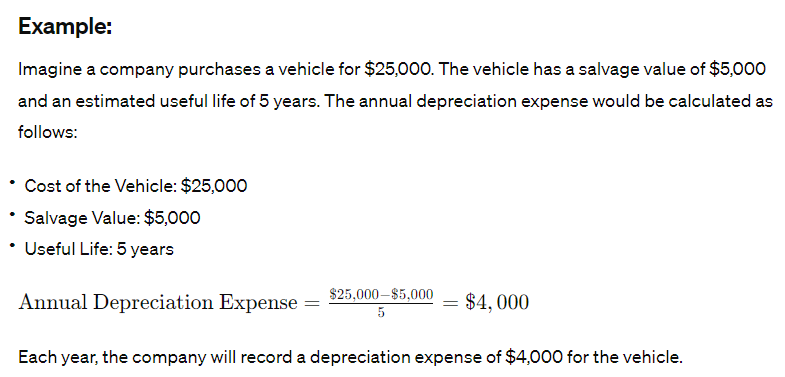 Example:
Imagine a company purchases a vehicle for $25,000. The vehicle has a salvage value of $5,000
and an estimated useful life of 5 years. The annual depreciation expense would be calculated as
follows:
• Cost of the Vehicle: $25,000
• Salvage Value: $5,000
• Useful Life: 5 years
Annual Depreciation Expense = $25,000−$5,000 / 5 = $4,000
Each year, the company will record a depreciation expense of $4,000 for the vehicle.